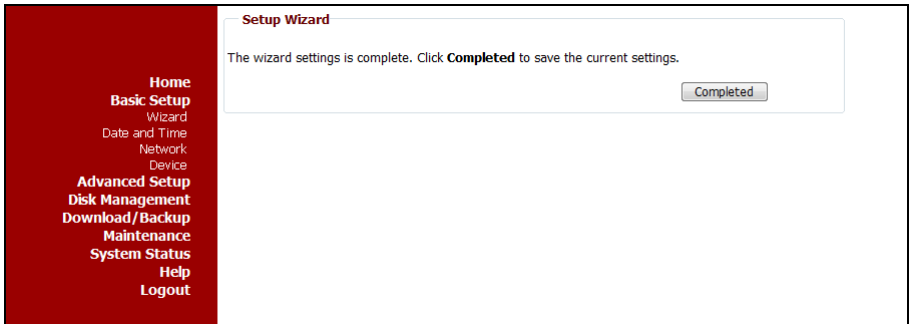 Setup Wizard
The wizard settings is complete. Click Completed to save the current settings.
Completed
Home
Basic Setup
Wizard
Date and Time
Network
Device
Advanced Setup
Disk Management
Download/Backup
Maintenance
System Status
Help
Logout